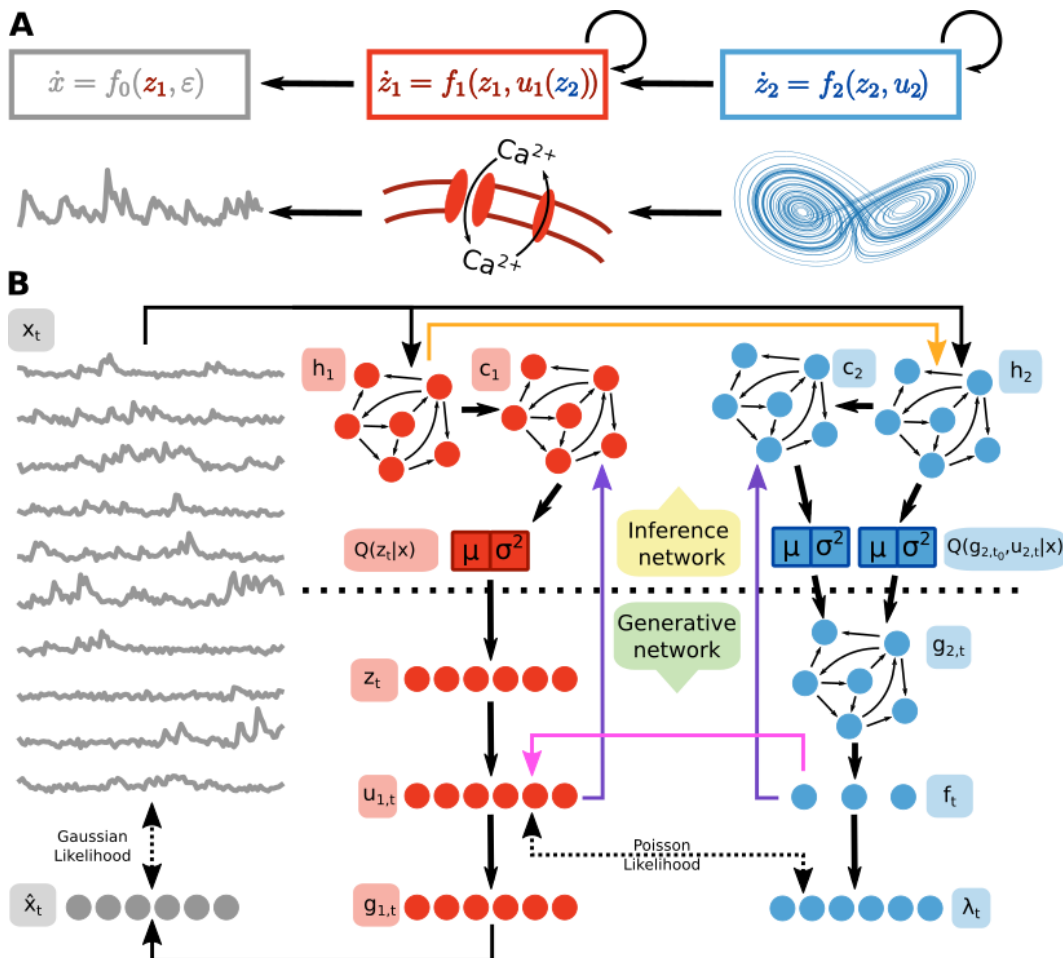 A
ẋ = f₀(z₁, ε)
ż₁ = f₁(z₁, u₁(z₂))
ż₂ = f₂(z₂, u₂)
Ca²⁺
Ca²⁺
B
xₜ
h₁
c₁
c₂
h₂
Q(zₜ|x)
μ σ²
Inference
network
μ σ²
μ σ²
Q(g₂,ₜ₀,u₂,ₜ|x)
Generative
network
g₂,ₜ
zₜ
u₁,ₜ
fₜ
Gaussian
Likelihood
Poisson
Likelihood
x̂ₜ
g₁,ₜ
λₜ